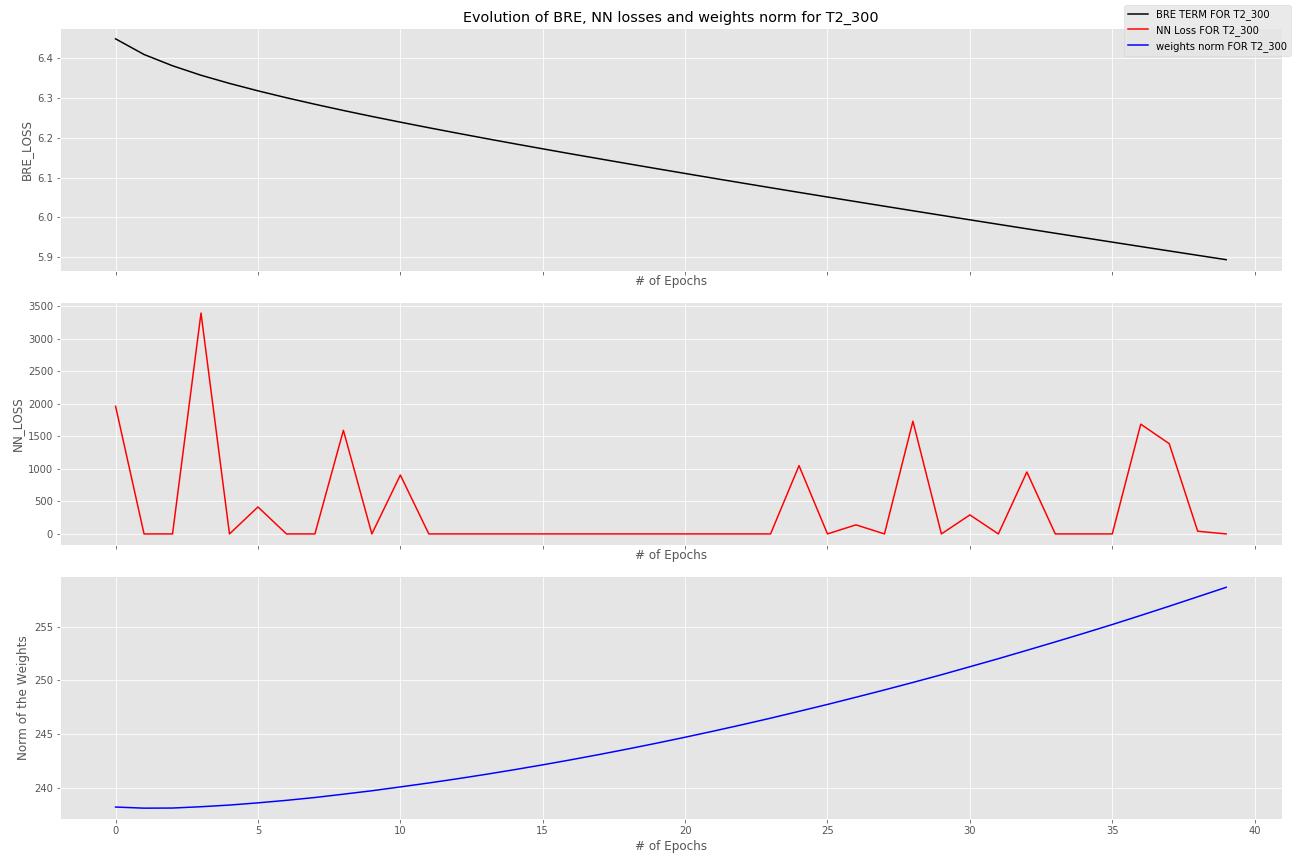 Evolution of BRE, NN losses and weights norm for T2_300
BRE TERM FOR T2_300
NN Loss FOR T2_300
weights norm FOR T2_300
6.4
6.3
6.2
6.1
6.0
5.9
BRE_LOSS
# of Epochs
3500
3000
2500
2000
1500
1000
500
0
NN_LOSS
# of Epochs
255
250
245
240
Norm of the Weights
0 5 10 15 20 25 30 35 40
# of Epochs